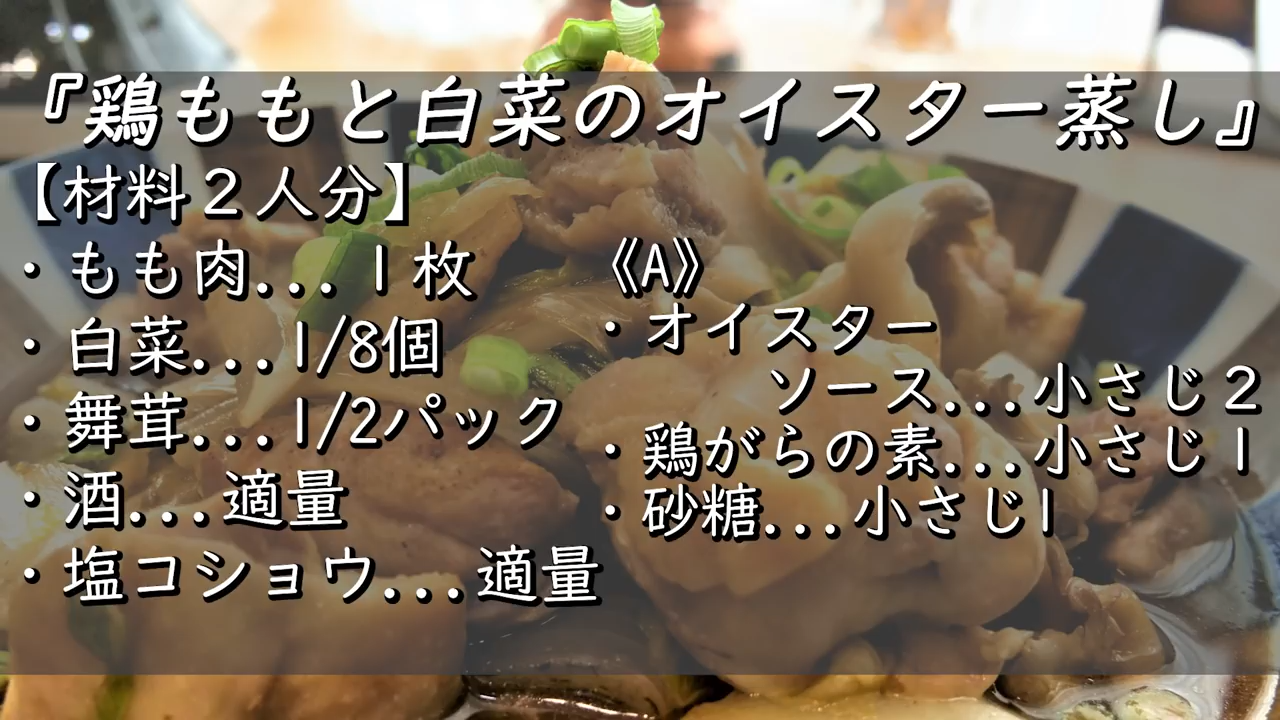 『鶏ももと白菜のオイスター蒸し』
【材料２人分】
・もも肉...１枚
・白菜...1/8個
・舞茸...1/2パック
・酒...適量
・塩コショウ...適量
《A》
・オイスター
ソース...小さじ２
・鶏がらの素...小さじ１
・砂糖...小さじ1